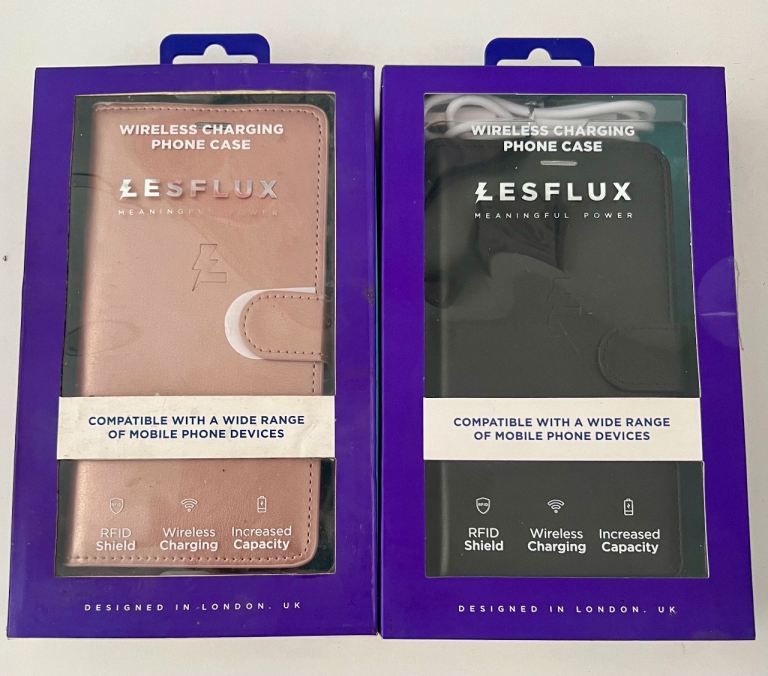 WIRELESS CHARGING
PHONE CASE
LESFLUX
MEANINGFUL POWER
COMPATIBLE WITH A WIDE RANGE
OF MOBILE PHONE DEVICES
RFID
RFID
Shield
Wireless
Charging
Increased
Capacity
DESIGNED IN LONDON. UK
WIRELESS CHARGING
PHONE CASE
LESFLUX
MEANINGFUL POWER
COMPATIBLE WITH A WIDE RANGE
OF MOBILE PHONE DEVICES
RFID
RFID
Shield
Wireless
Charging
Increased
Capacity
DESIGNED IN LONDON. UK